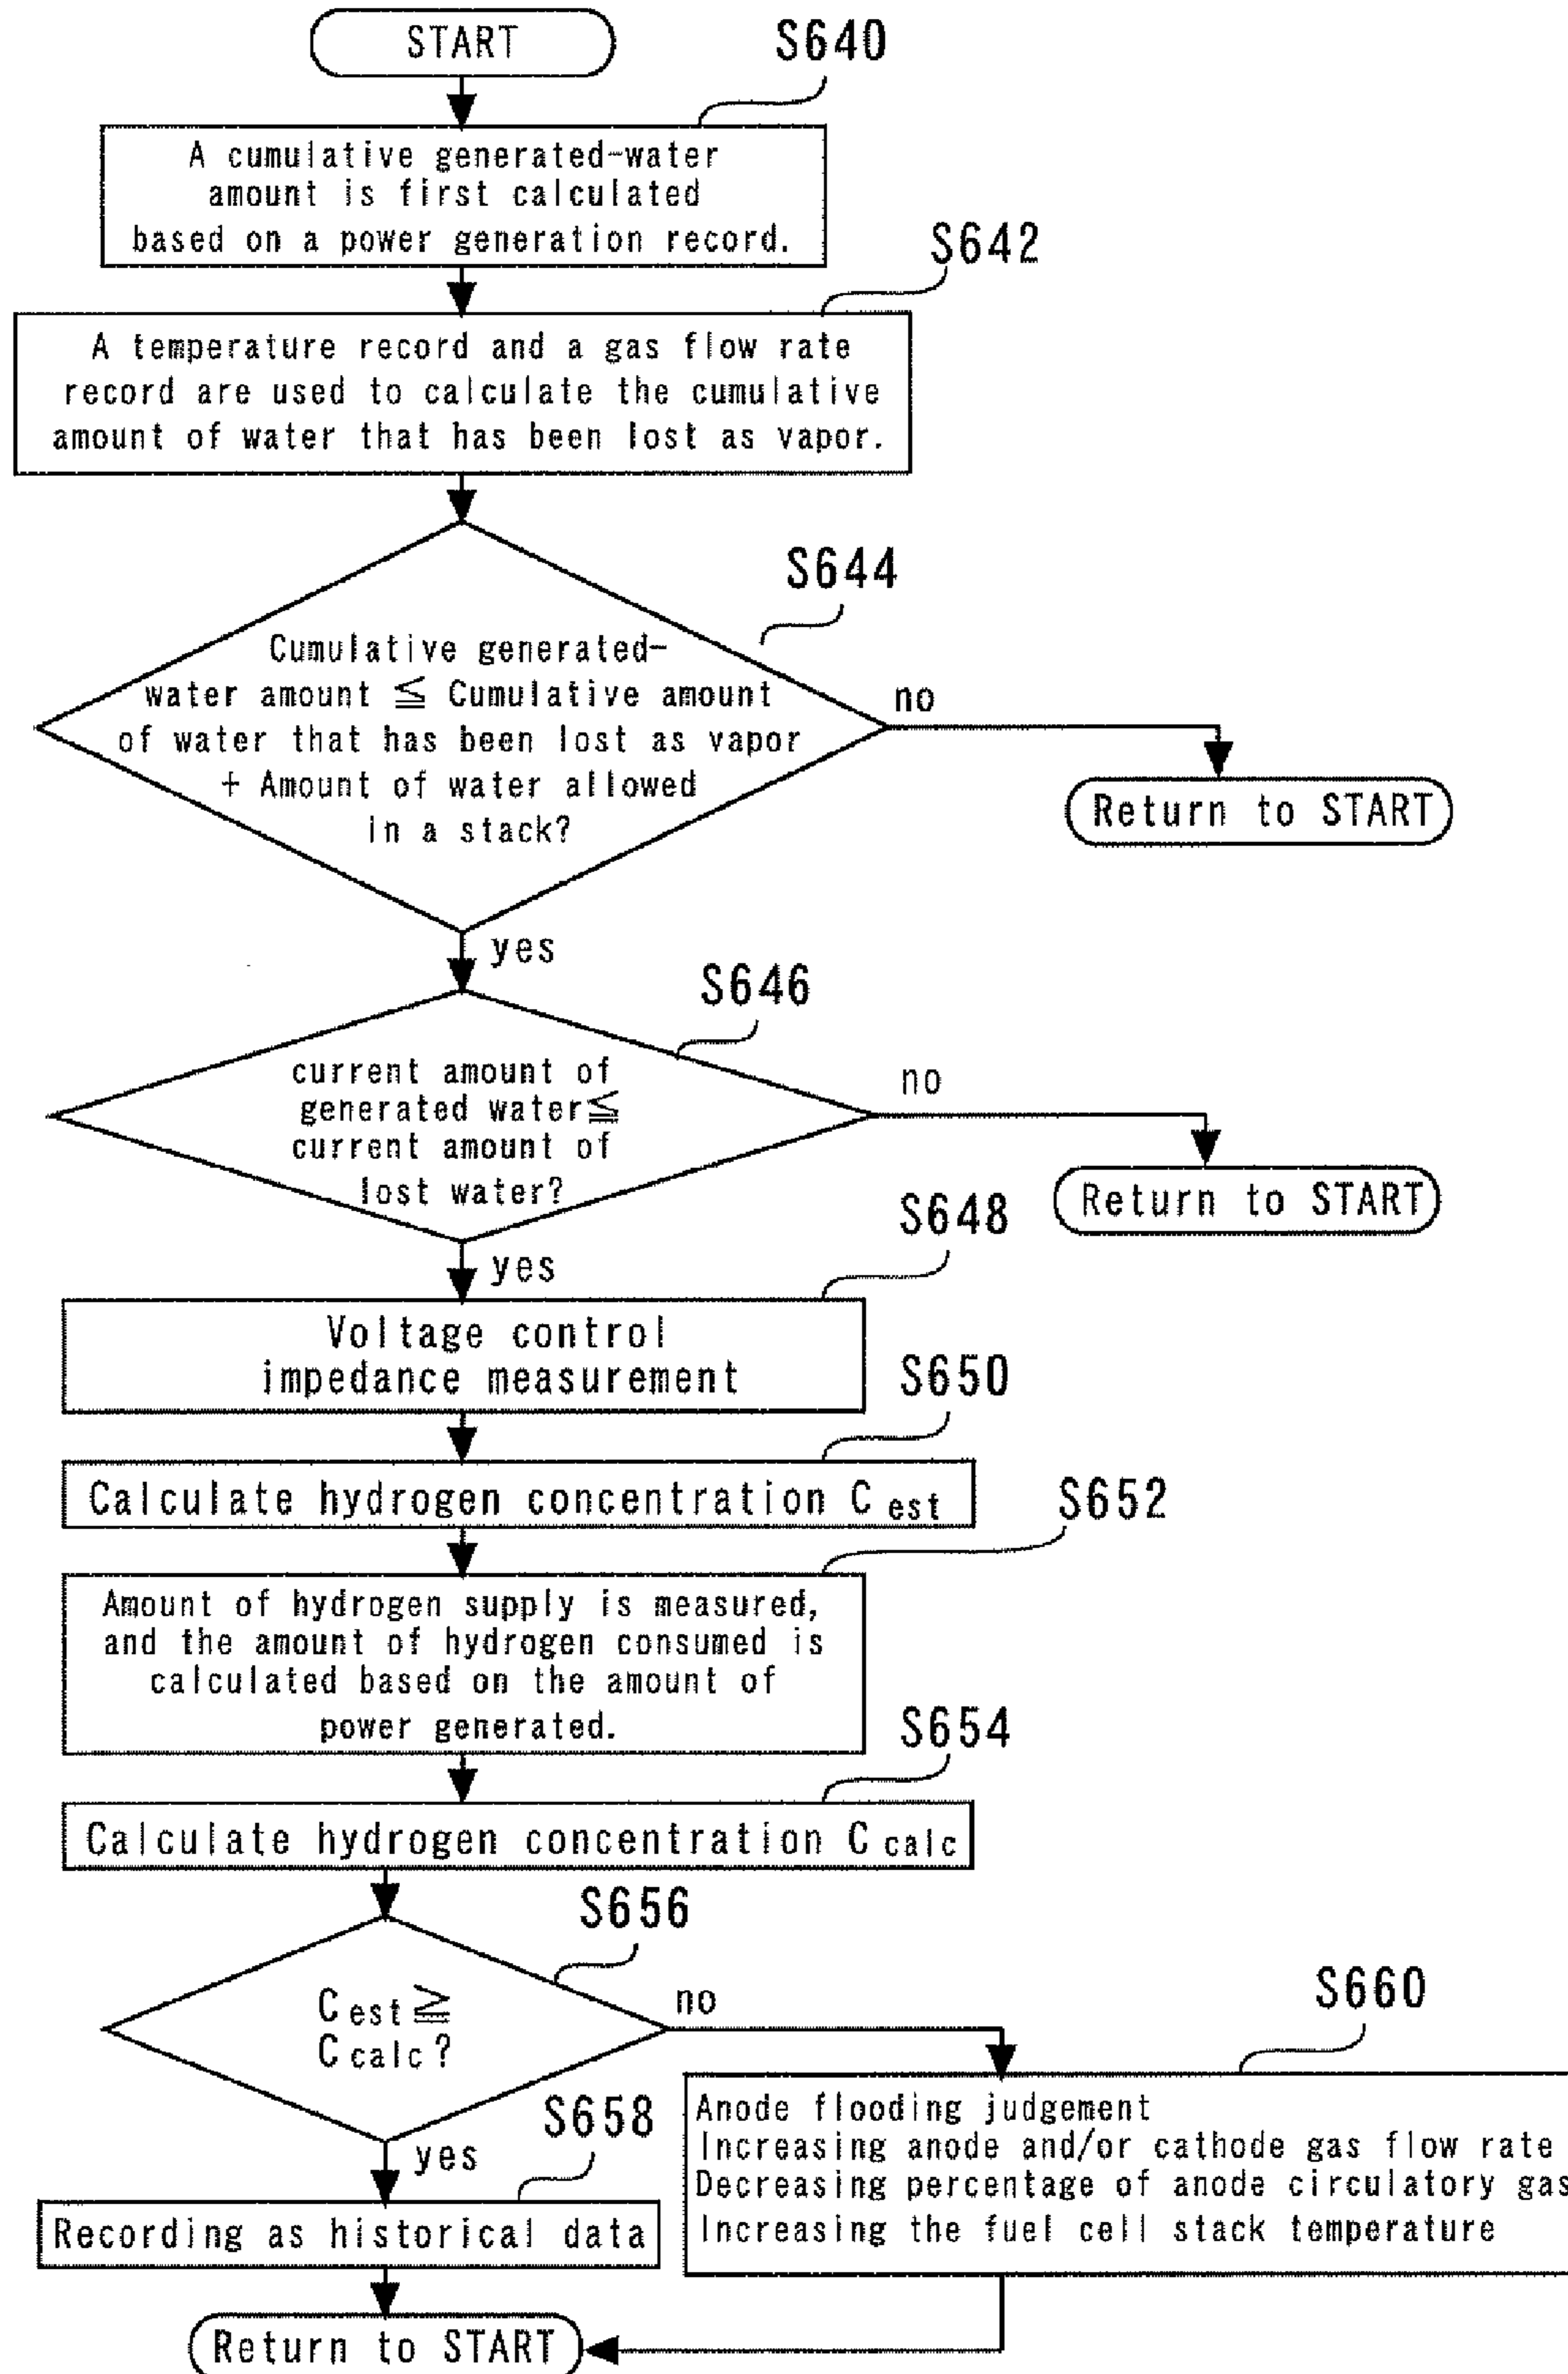 START
S640
A cumulative generated-water
amount is first calculated
based on a power generation record.
S642
A temperature record and a gas flow rate
record are used to calculate the cumulative
amount of water that has been lost as vapor.
S644
Cumulative generated-
water amount ≦ Cumulative amount
of water that has been lost as vapor
+ Amount of water allowed
in a stack?
no
Return to START
yes
S646
current amount of
generated water≦
current amount of
lost water?
no
Return to START
yes
S648
Voltage control
impedance measurement
S650
Calculate hydrogen concentration C est
S652
Amount of hydrogen supply is measured,
and the amount of hydrogen consumed is
calculated based on the amount of
power generated.
S654
Calculate hydrogen concentration C calc
S656
C est ≧
C calc ?
no
S660
Anode flooding judgement
Increasing anode and/or cathode gas flow rate
Decreasing percentage of anode circulatory gas
Increasing the fuel cell stack temperature
yes
S658
Recording as historical data
Return to START